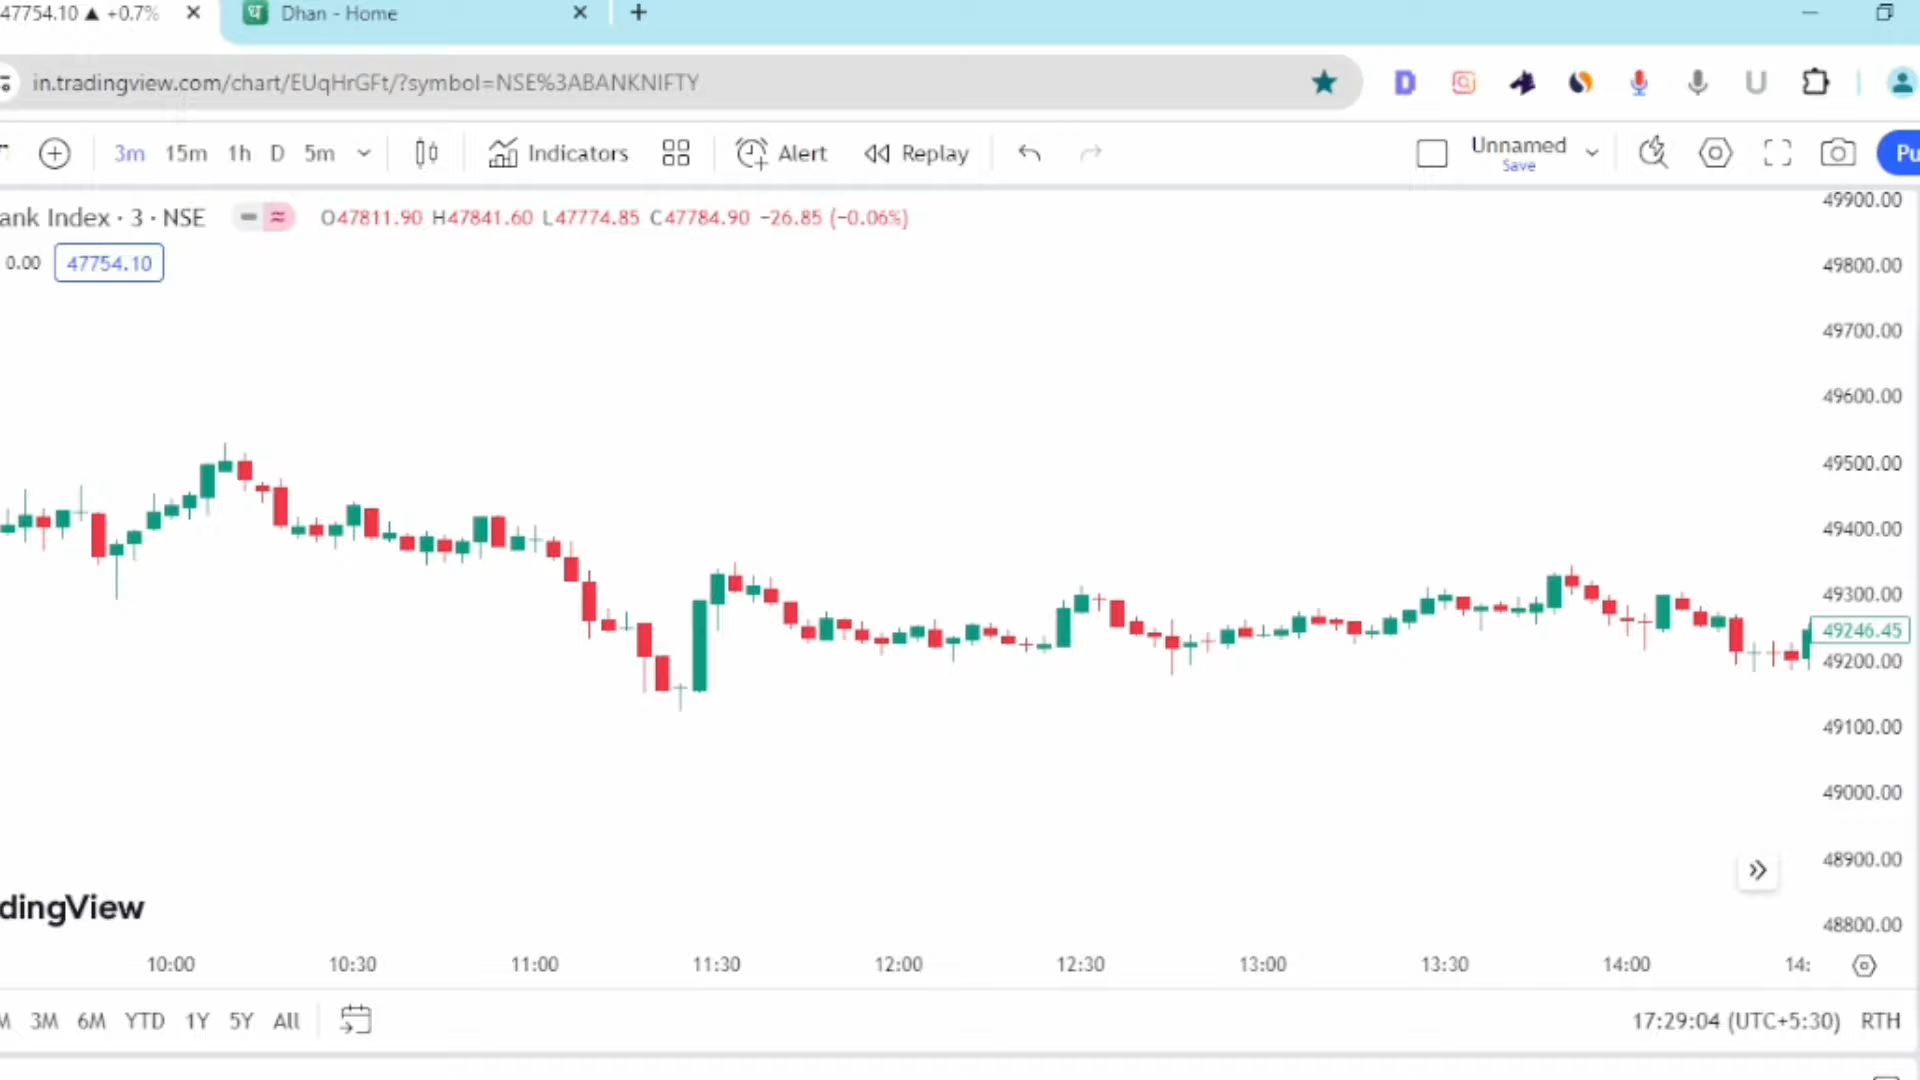 47754.10 ▲ +0.7%
Dhan - Home
in.tradingview.com/chart/EUqHrGFt/?symbol=NSE%3ABANKNIFTY
3m 15m 1h D 5m Indicators Alert Replay Unnamed Pu
Save
ank Index · 3 · NSE O47811.90 H47841.60 L47774.85 C47784.90 −26.85 (−0.06%)
0.00 47754.10
49900.00
49800.00
49700.00
49600.00
49500.00
49400.00
49300.00
49246.45
49200.00
49100.00
49000.00
48900.00
48800.00
dingView
10:00 10:30 11:00 11:30 12:00 12:30 13:00 13:30 14:00 14:
M 3M 6M YTD 1Y 5Y All 17:29:04 (UTC+5:30) RTH